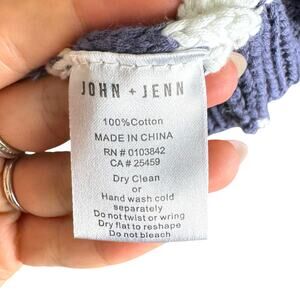 JOHN + JENN
100%Cotton
MADE IN CHINA
RN # 0103842
CA # 25459
Dry Clean
or
Hand wash cold
separately
Do not twist or wring
Dry flat to reshape
Do not bleach